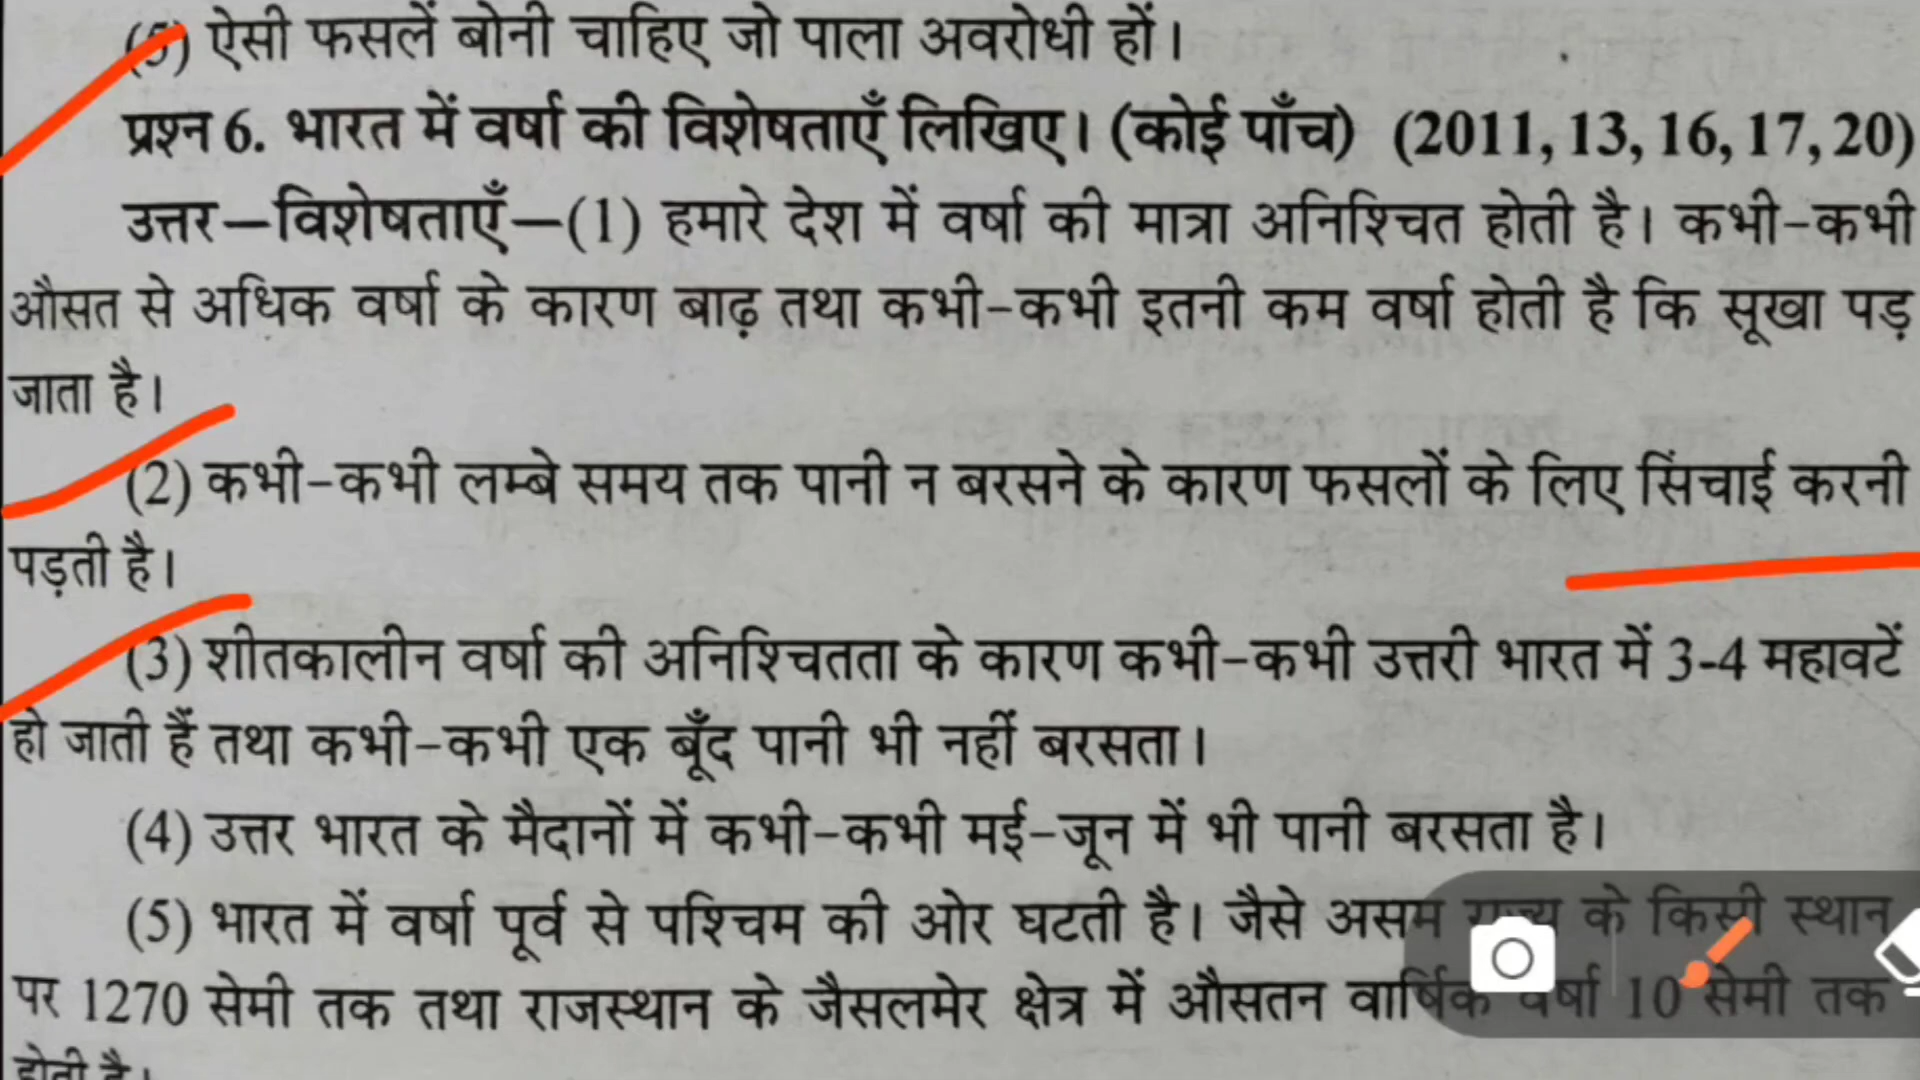 (5) ऐसी फसलें बोनी चाहिए जो पाला अवरोधी हों।
प्रश्न 6. भारत में वर्षा की विशेषताएँ लिखिए। (कोई पाँच) (2011, 13, 16, 17, 20)
उत्तर—विशेषताएँ—(1) हमारे देश में वर्षा की मात्रा अनिश्चित होती है। कभी-कभी
औसत से अधिक वर्षा के कारण बाढ़ तथा कभी-कभी इतनी कम वर्षा होती है कि सूखा पड़
जाता है।
(2) कभी-कभी लम्बे समय तक पानी न बरसने के कारण फसलों के लिए सिंचाई करनी
पड़ती है।
(3) शीतकालीन वर्षा की अनिश्चितता के कारण कभी-कभी उत्तरी भारत में 3-4 महावटें
हो जाती हैं तथा कभी-कभी एक बूँद पानी भी नहीं बरसता।
(4) उत्तर भारत के मैदानों में कभी-कभी मई-जून में भी पानी बरसता है।
(5) भारत में वर्षा पूर्व से पश्चिम की ओर घटती है। जैसे असम राज्य के किसी स्थान
पर 1270 सेमी तक तथा राजस्थान के जैसलमेर क्षेत्र में औसतन वार्षिक वर्षा 10 सेमी तक
होती है।